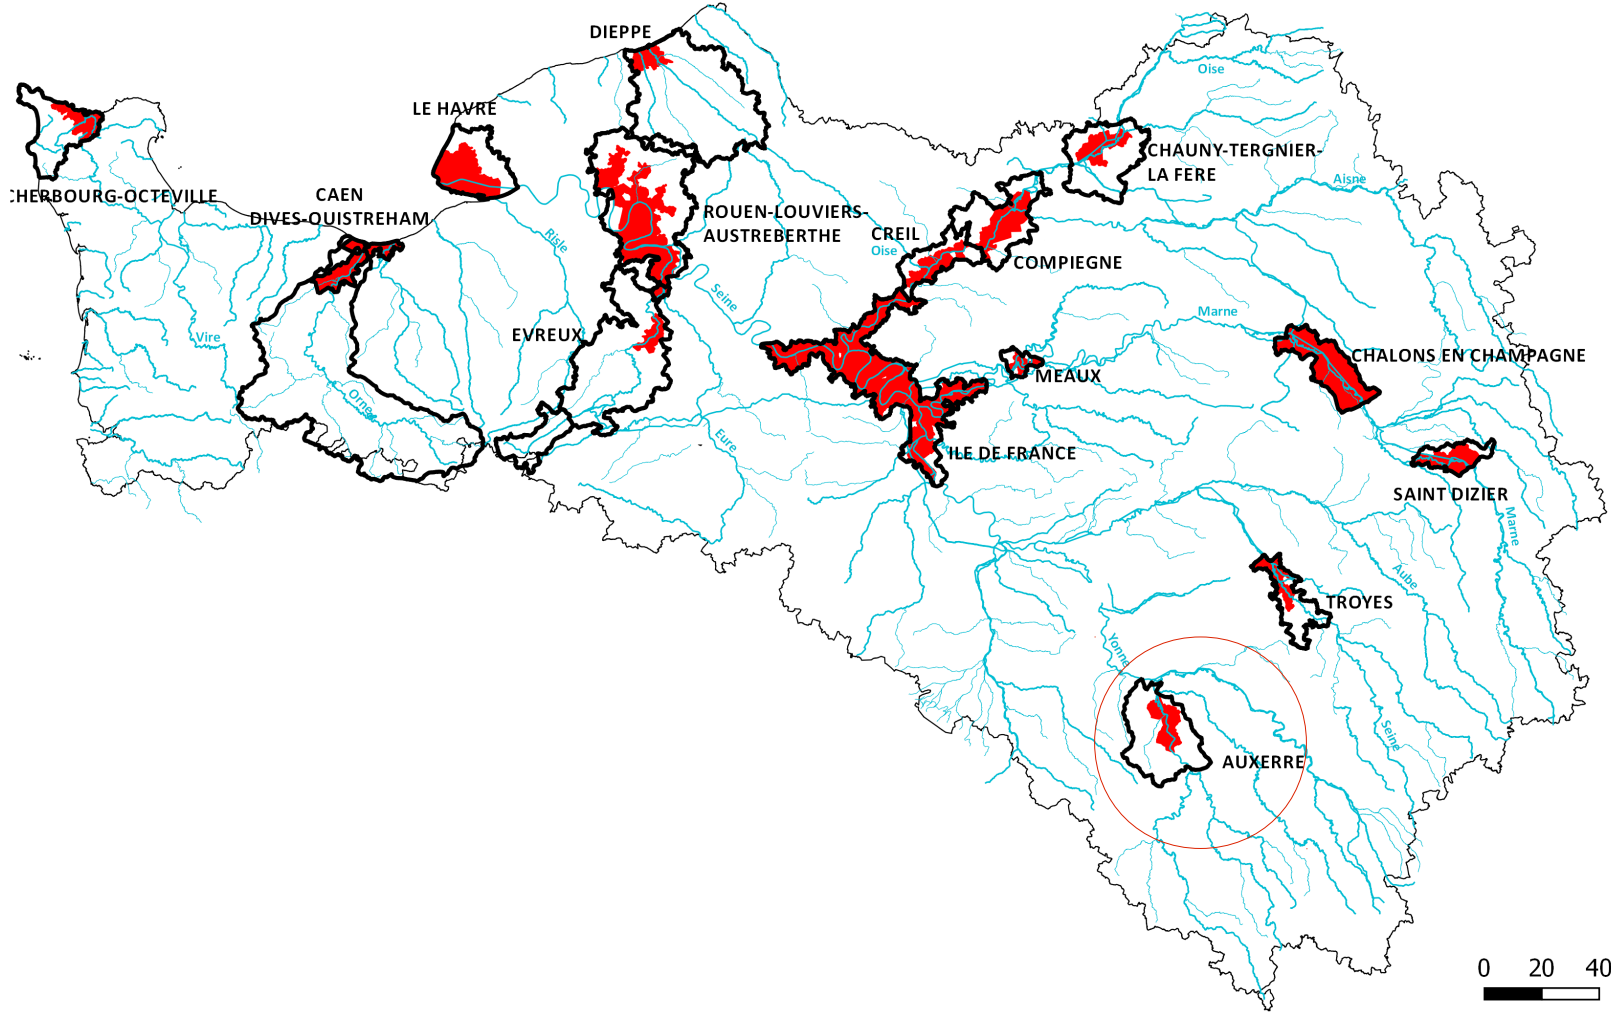 DIEPPE
Oise
LE HAVRE
CHAUNY-TERGNIER-
LA FERE
Aisne
CHERBOURG-OCTEVILLE
CAEN
DIVES-OUISTREHAM
ROUEN-LOUVIERS-
AUSTREBERTHE
Risle
CREIL
Oise
COMPIEGNE
Seine
Marne
Vire
EVREUX
CHALONS EN CHAMPAGNE
MEAUX
Orne
Eure
ILE DE FRANCE
SAINT DIZIER
Marne
Aube
TROYES
Yonne
Seine
AUXERRE
0 20 40